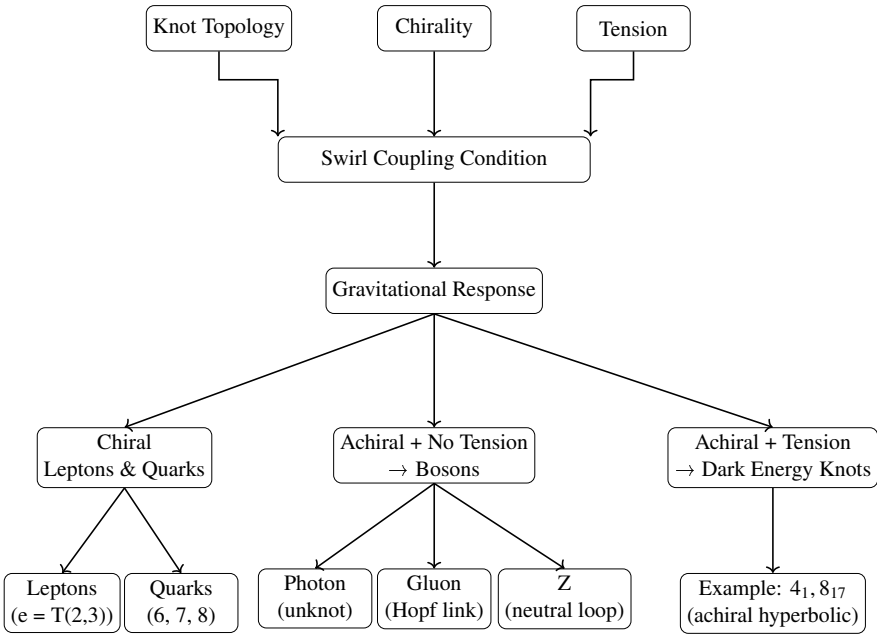 Knot Topology
Chirality
Tension
Swirl Coupling Condition
Gravitational Response
Chiral
Leptons & Quarks
Achiral + No Tension
→ Bosons
Achiral + Tension
→ Dark Energy Knots
Leptons
(e = T(2,3))
Quarks
(6, 7, 8)
Photon
(unknot)
Gluon
(Hopf link)
Z
(neutral loop)
Example: 4₁, 8₁₇
(achiral hyperbolic)